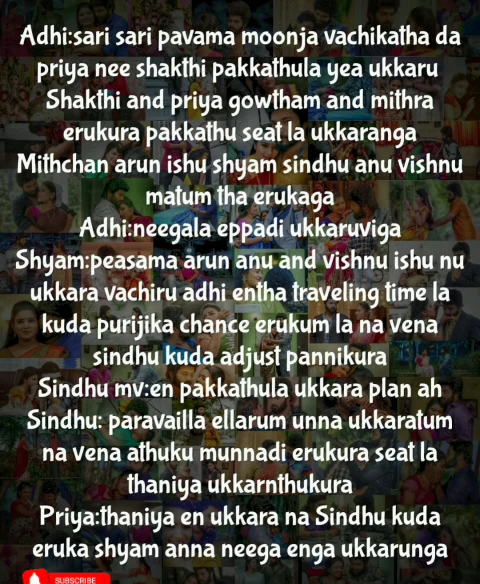 Adhi:sari sari pavama moonja vachikatha da
priya nee shakthi pakkathula yea ukkaru
Shakthi and priya gowtham and mithra
erukura pakkathu seat la ukkaranga
Mithchan arun ishu shyam sindhu anu vishnu
matum tha erukaga
Adhi:neegala eppadi ukkaruviga
Shyam:peasama arun anu and vishnu ishu nu
ukkara vachiru adhi entha traveling time la
kuda purijika chance erukum la na vena
sindhu kuda adjust pannikura
Sindhu mv:en pakkathula ukkara plan ah
Sindhu: paravailla ellarum unna ukkaratum
na vena athuku munnadi erukura seat la
thaniya ukkarnthukura
Priya:thaniya en ukkara na Sindhu kuda
eruka shyam anna neega enga ukkarunga
SUBSCRIBE